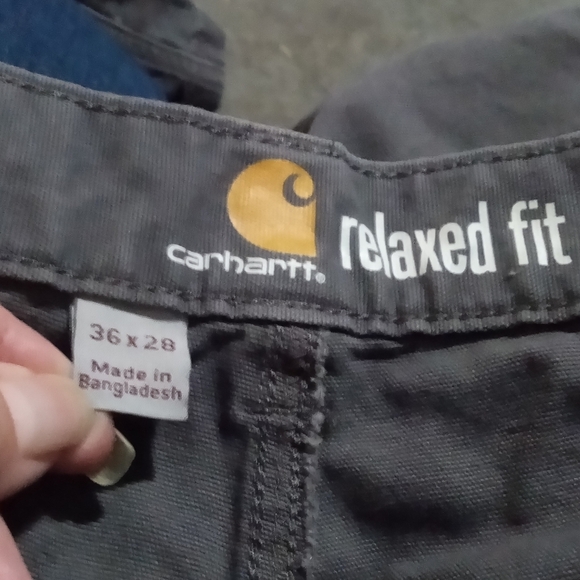 carhartt® relaxed fit
36 x 28
Made in
Bangladesh